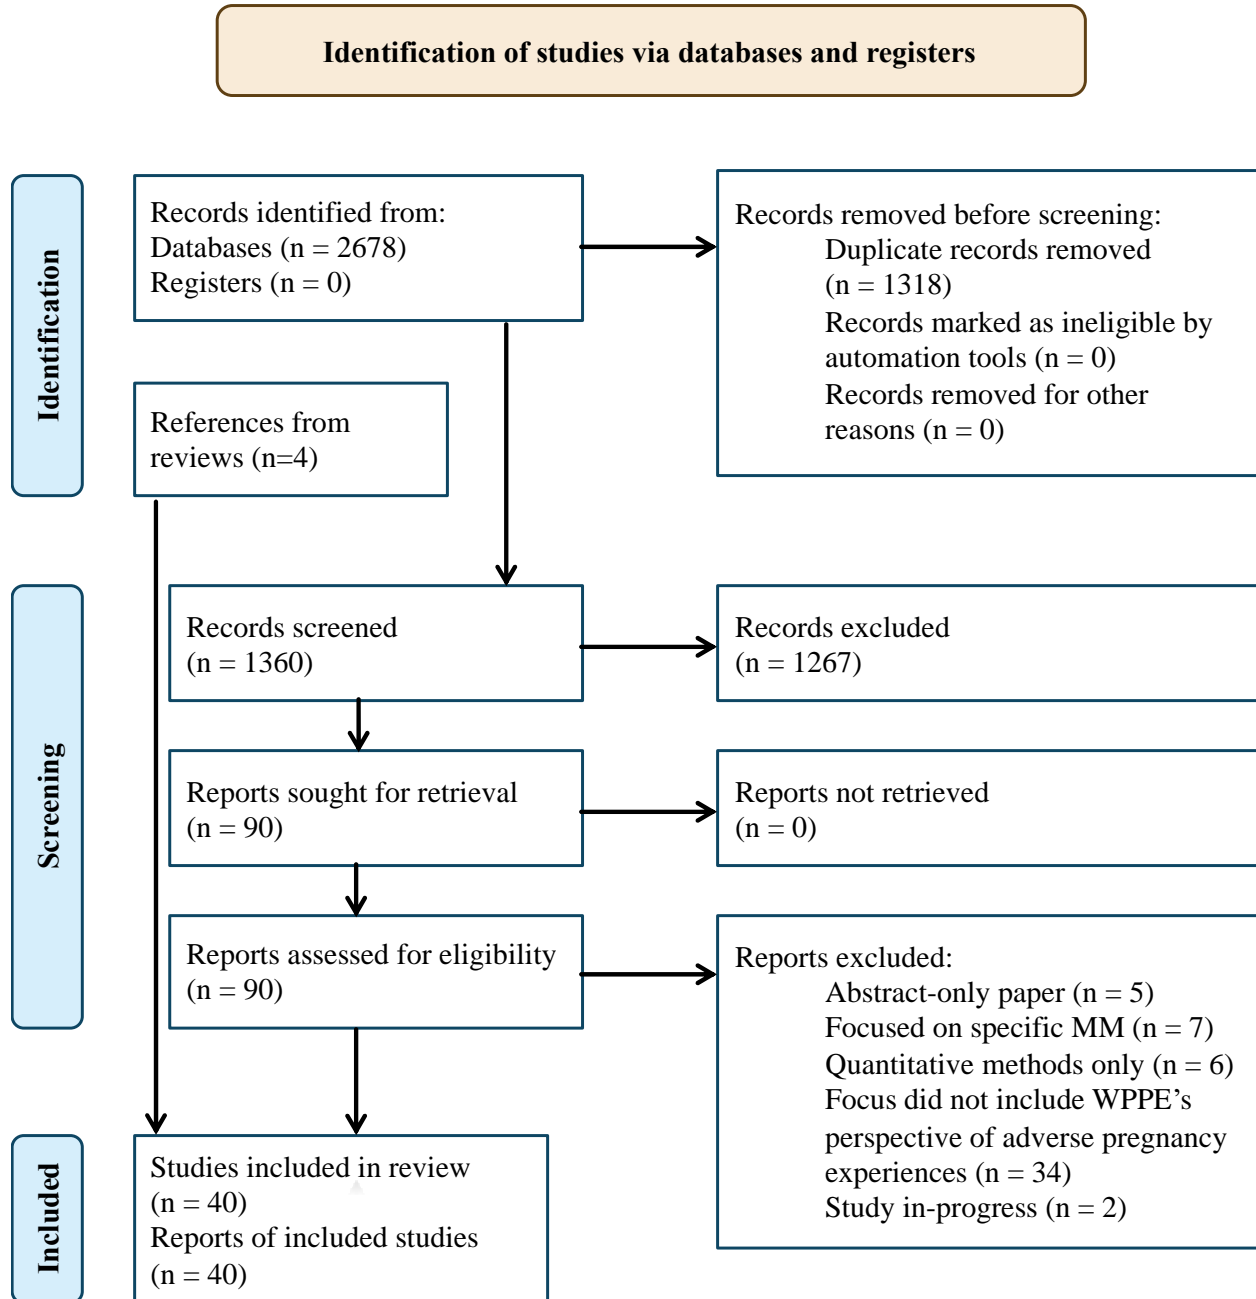 Identification of studies via databases and registers
Identification
Records identified from:
Databases (n = 2678)
Registers (n = 0)
Records removed before screening:
Duplicate records removed
(n = 1318)
Records marked as ineligible by
automation tools (n = 0)
Records removed for other
reasons (n = 0)
References from
reviews (n=4)
Screening
Records screened
(n = 1360)
Records excluded
(n = 1267)
Reports sought for retrieval
(n = 90)
Reports not retrieved
(n = 0)
Reports assessed for eligibility
(n = 90)
Reports excluded:
Abstract-only paper (n = 5)
Focused on specific MM (n = 7)
Quantitative methods only (n = 6)
Focus did not include WPPE’s
perspective of adverse pregnancy
experiences (n = 34)
Study in-progress (n = 2)
Included
Studies included in review
(n = 40)
Reports of included studies
(n = 40)